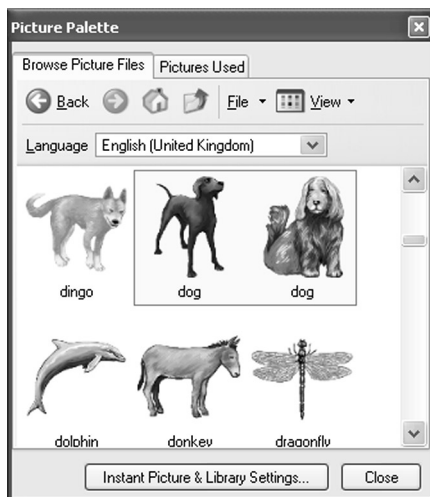 Picture Palette
Browse Picture Files Pictures Used
Back File View
Language English (United Kingdom)
dingo dog dog
dolphin donkey dragonfly
Instant Picture & Library Settings... Close